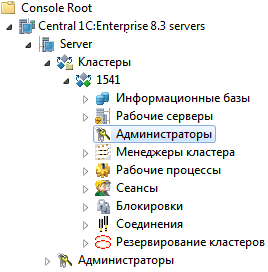 Console Root
Central 1C:Enterprise 8.3 servers
Server
Кластеры
1541
Информационные базы
Рабочие серверы
Администраторы
Менеджеры кластера
Рабочие процессы
Сеансы
Блокировки
Соединения
Резервирование кластеров
Администраторы